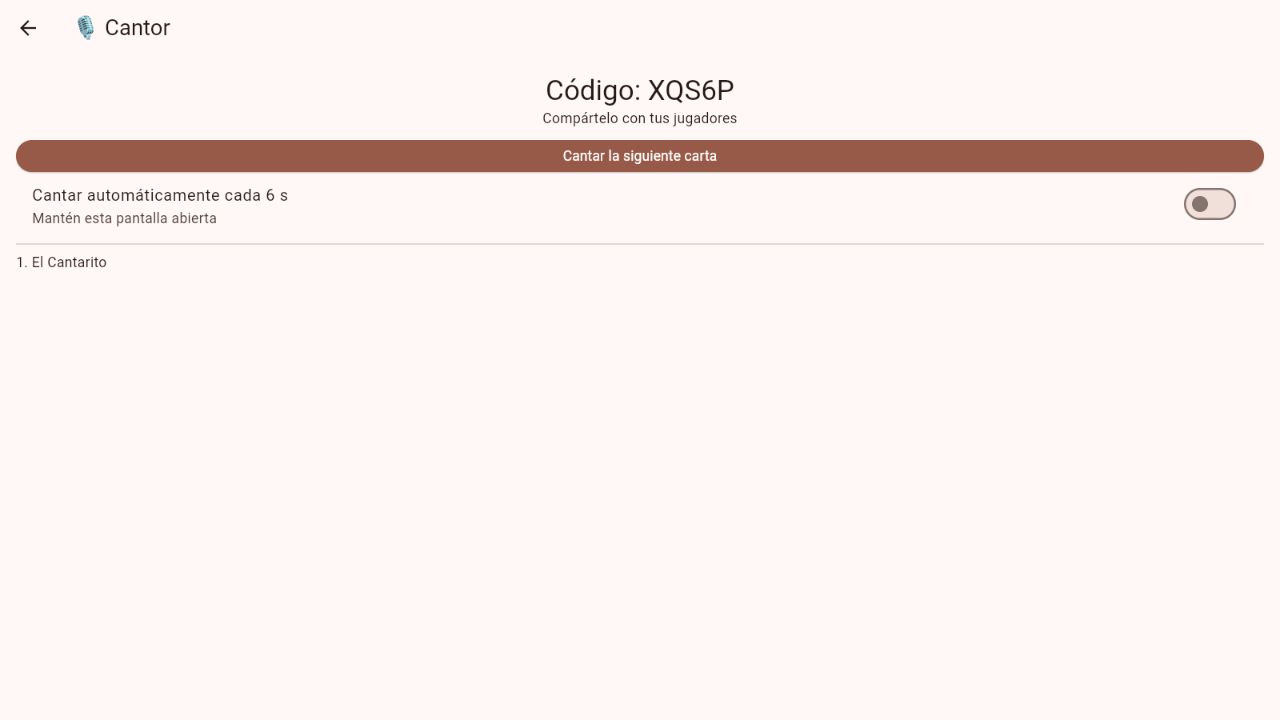 Cantor
Código: XQS6P
Compártelo con tus jugadores
Cantar la siguiente carta
Cantar automáticamente cada 6 s
Mantén esta pantalla abierta
1. El Cantarito